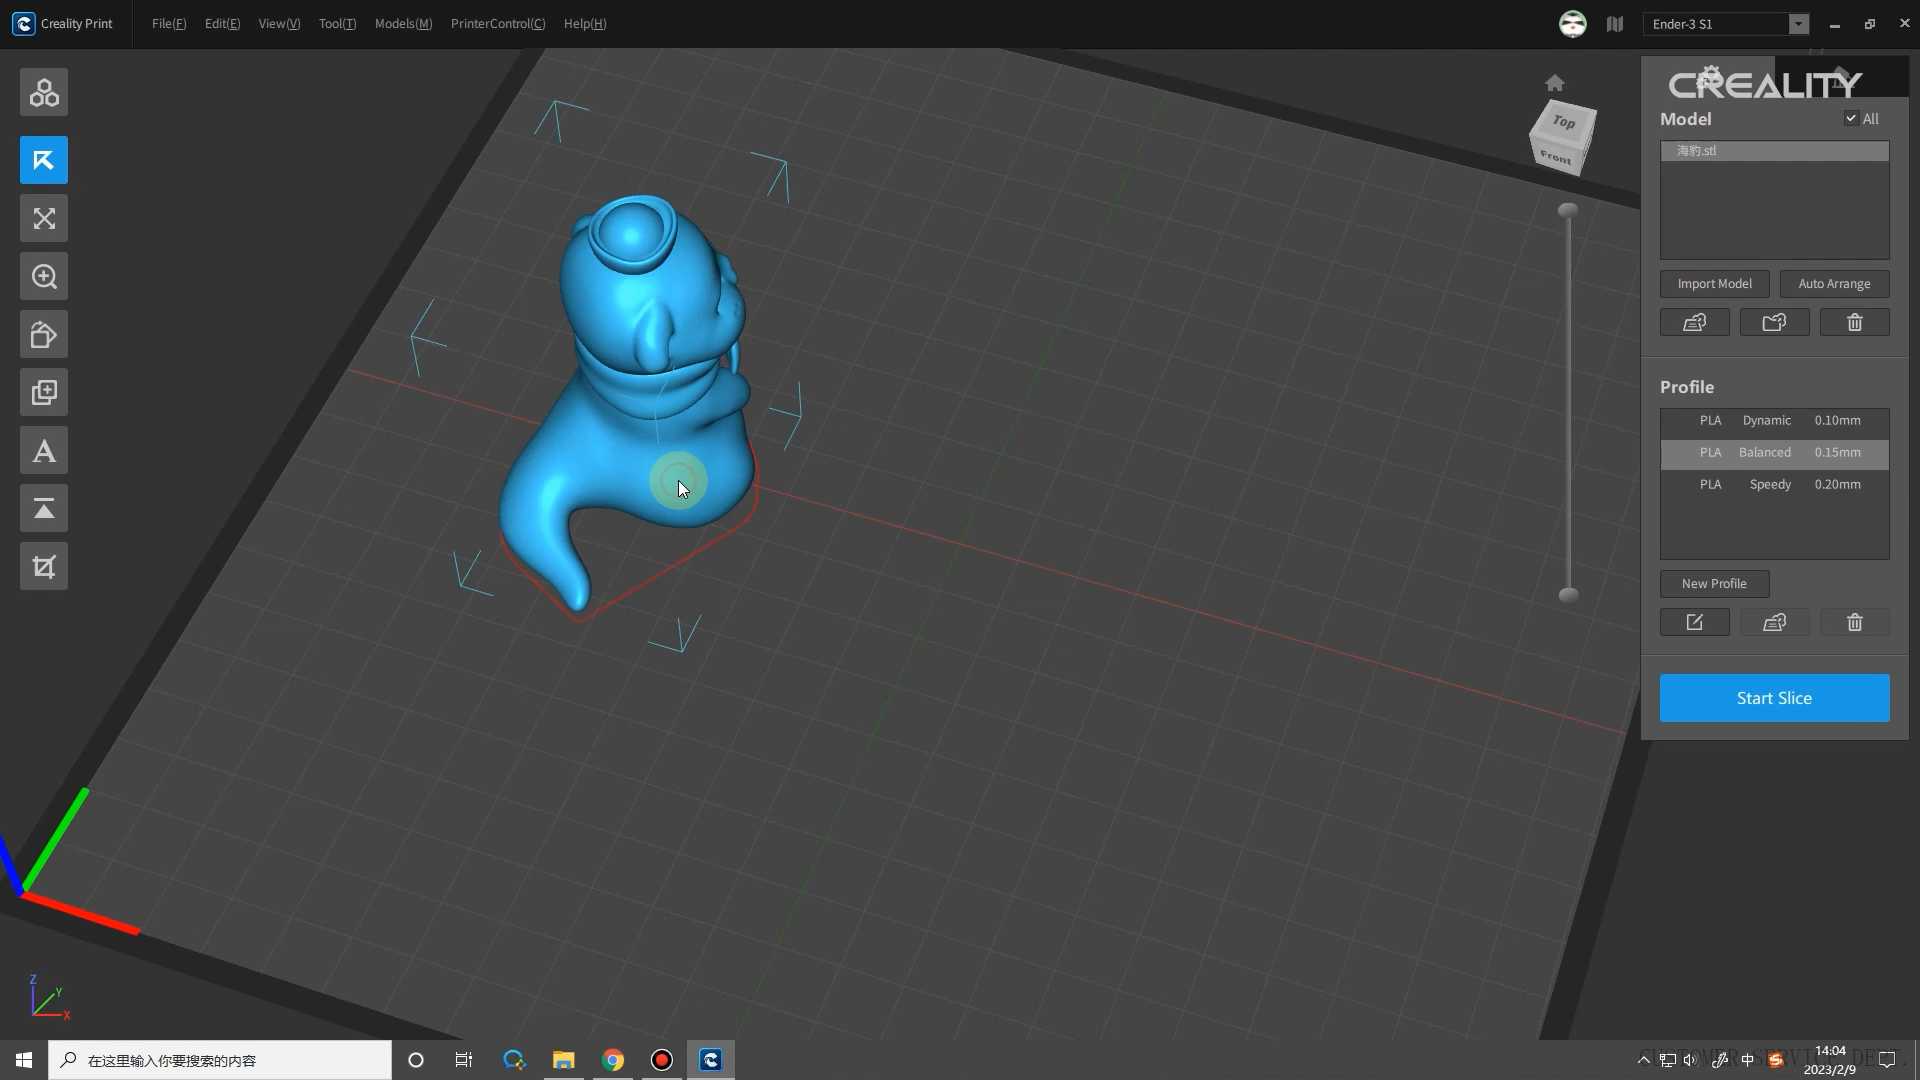 Creality Print
File(F) Edit(E) View(V) Tool(T) Models(M) PrinterControl(C) Help(H)
Ender-3 S1
CREALITY
Top
Front
Model
All
海豹.stl
Import Model
Auto Arrange
Profile
PLA Dynamic 0.10mm
PLA Balanced 0.15mm
PLA Speedy 0.20mm
New Profile
Start Slice
Z
Y
X
在这里输入你要搜索的内容
中
CUSTOMER SERVICE DEPT.
14:04
2023/2/9